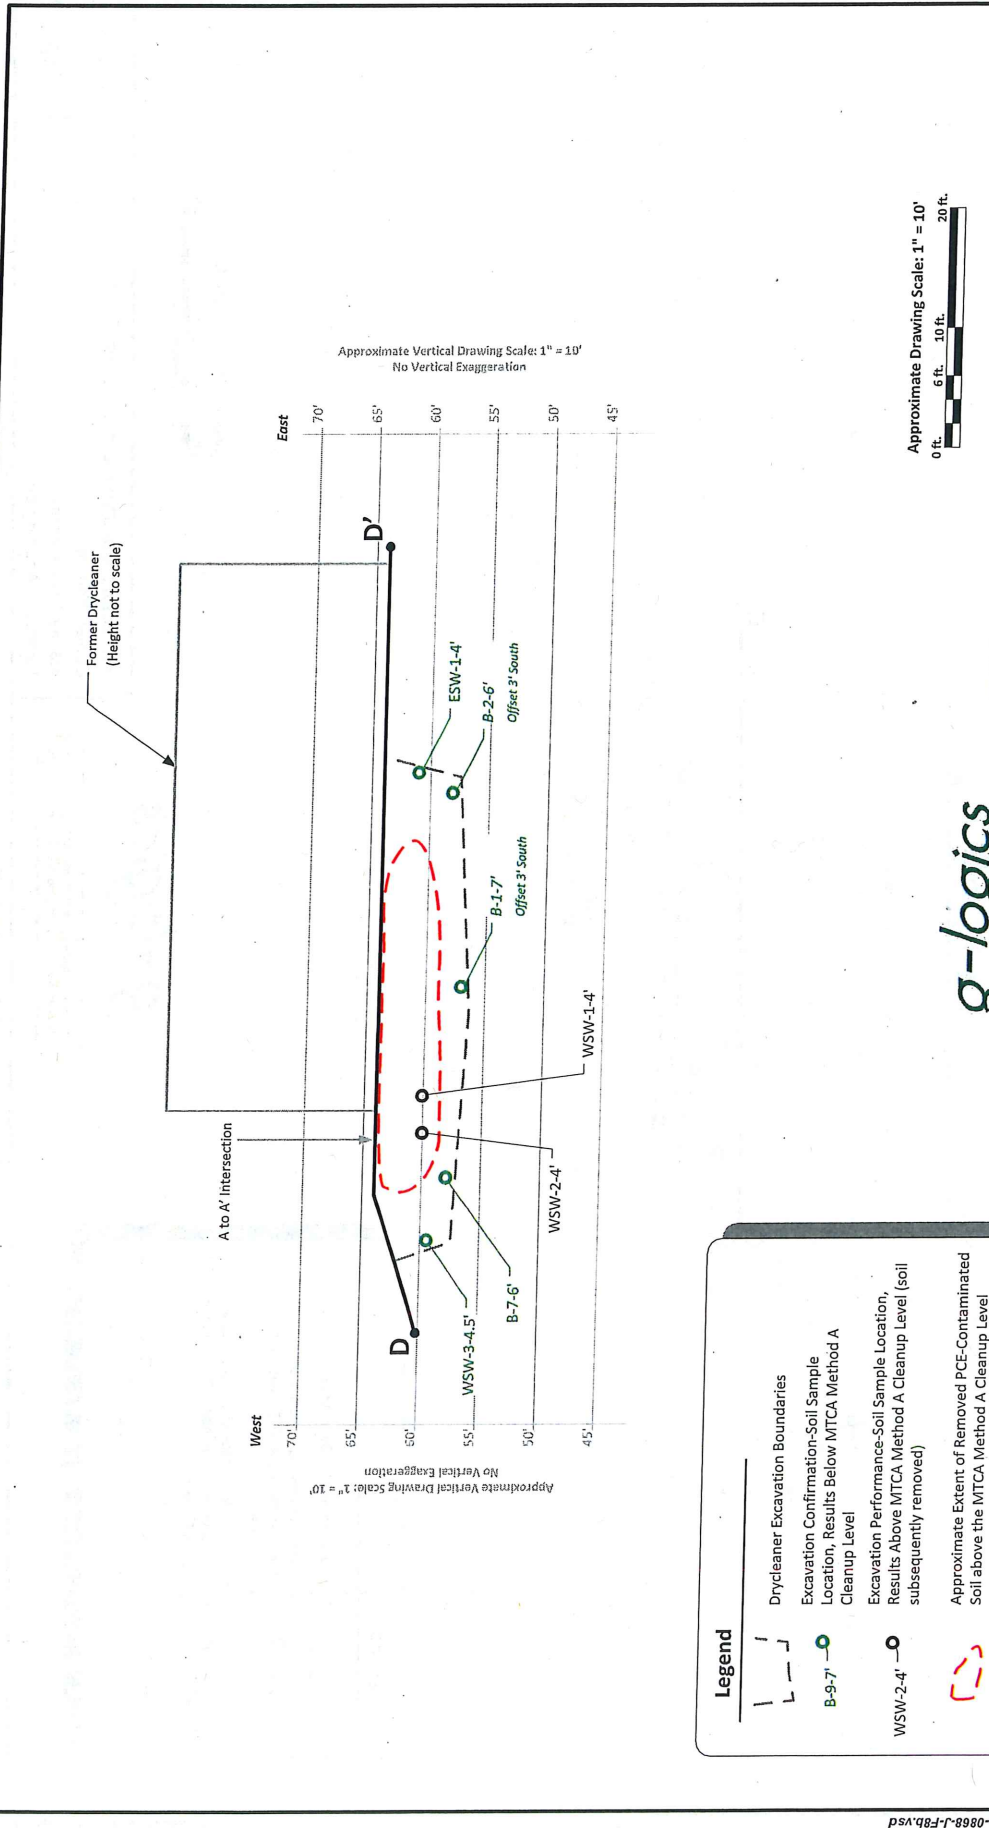 Former Drycleaner
(Height not to scale)
A to A' Intersection
West
East
70'
65'
60'
55'
50'
45'
70'
65'
60'
55'
50'
45'
Approximate Vertical Drawing Scale: 1" = 10'
No Vertical Exaggeration
Approximate Vertical Drawing Scale: 1" = 10'
No Vertical Exaggeration
D
D'
WSW-3-4.5'
B-7-6'
WSW-2-4'
WSW-1-4'
B-1-7'
Offset 3' South
B-2-6'
Offset 3' South
ESW-1-4'
Legend
Drycleaner Excavation Boundaries
B-9-7'
Excavation Confirmation-Soil Sample
Location, Results Below MTCA Method A
Cleanup Level
WSW-2-4'
Excavation Performance-Soil Sample Location,
Results Above MTCA Method A Cleanup Level (soil
subsequently removed)
Approximate Extent of Removed PCE-Contaminated
Soil above the MTCA Method A Cleanup Level
Approximate Drawing Scale: 1" = 10'
0 ft.
6 ft.
10 ft.
20 ft.
g-logics
-0868-J-F8b.vsd